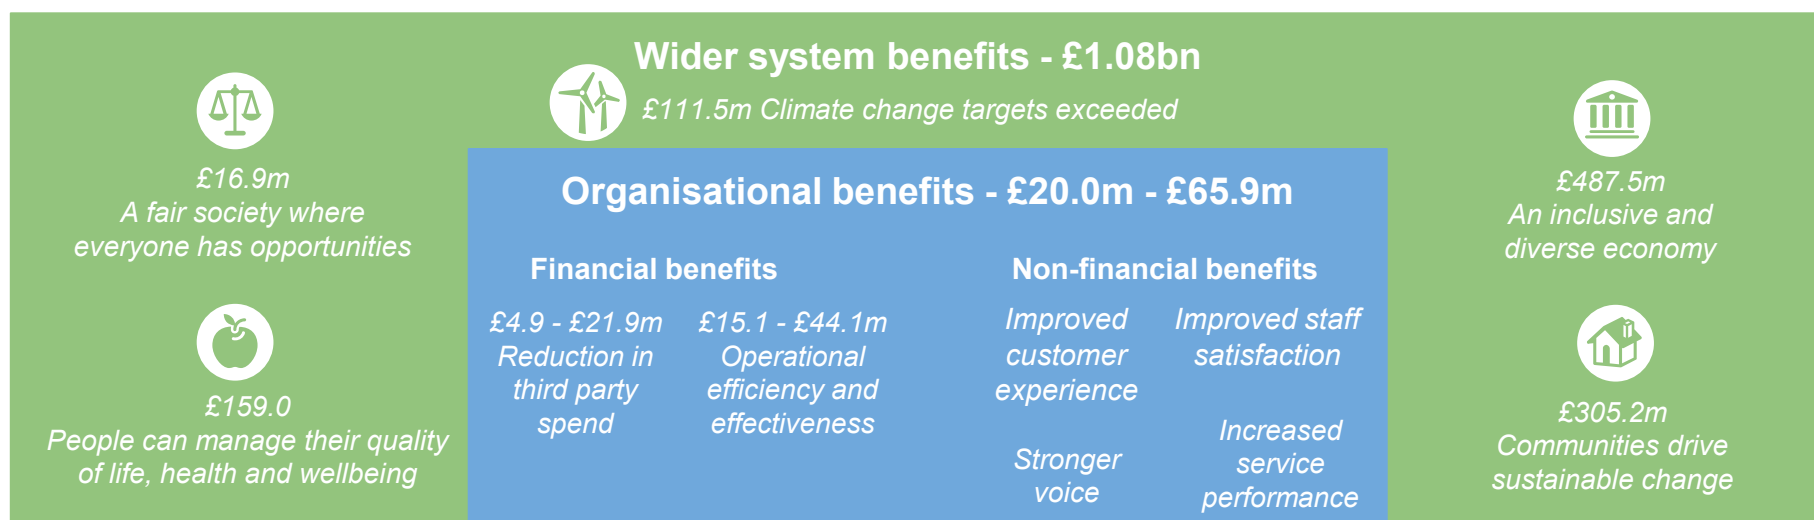 Wider system benefits - £1.08bn
£111.5m Climate change targets exceeded
£16.9m
A fair society where
everyone has opportunities
£159.0
People can manage their quality
of life, health and wellbeing
Organisational benefits - £20.0m - £65.9m
Financial benefits
£4.9 - £21.9m
Reduction in
third party
spend
£15.1 - £44.1m
Operational
efficiency and
effectiveness
Non-financial benefits
Improved
customer
experience
Improved staff
satisfaction
Stronger
voice
Increased
service
performance
£487.5m
An inclusive and
diverse economy
£305.2m
Communities drive
sustainable change